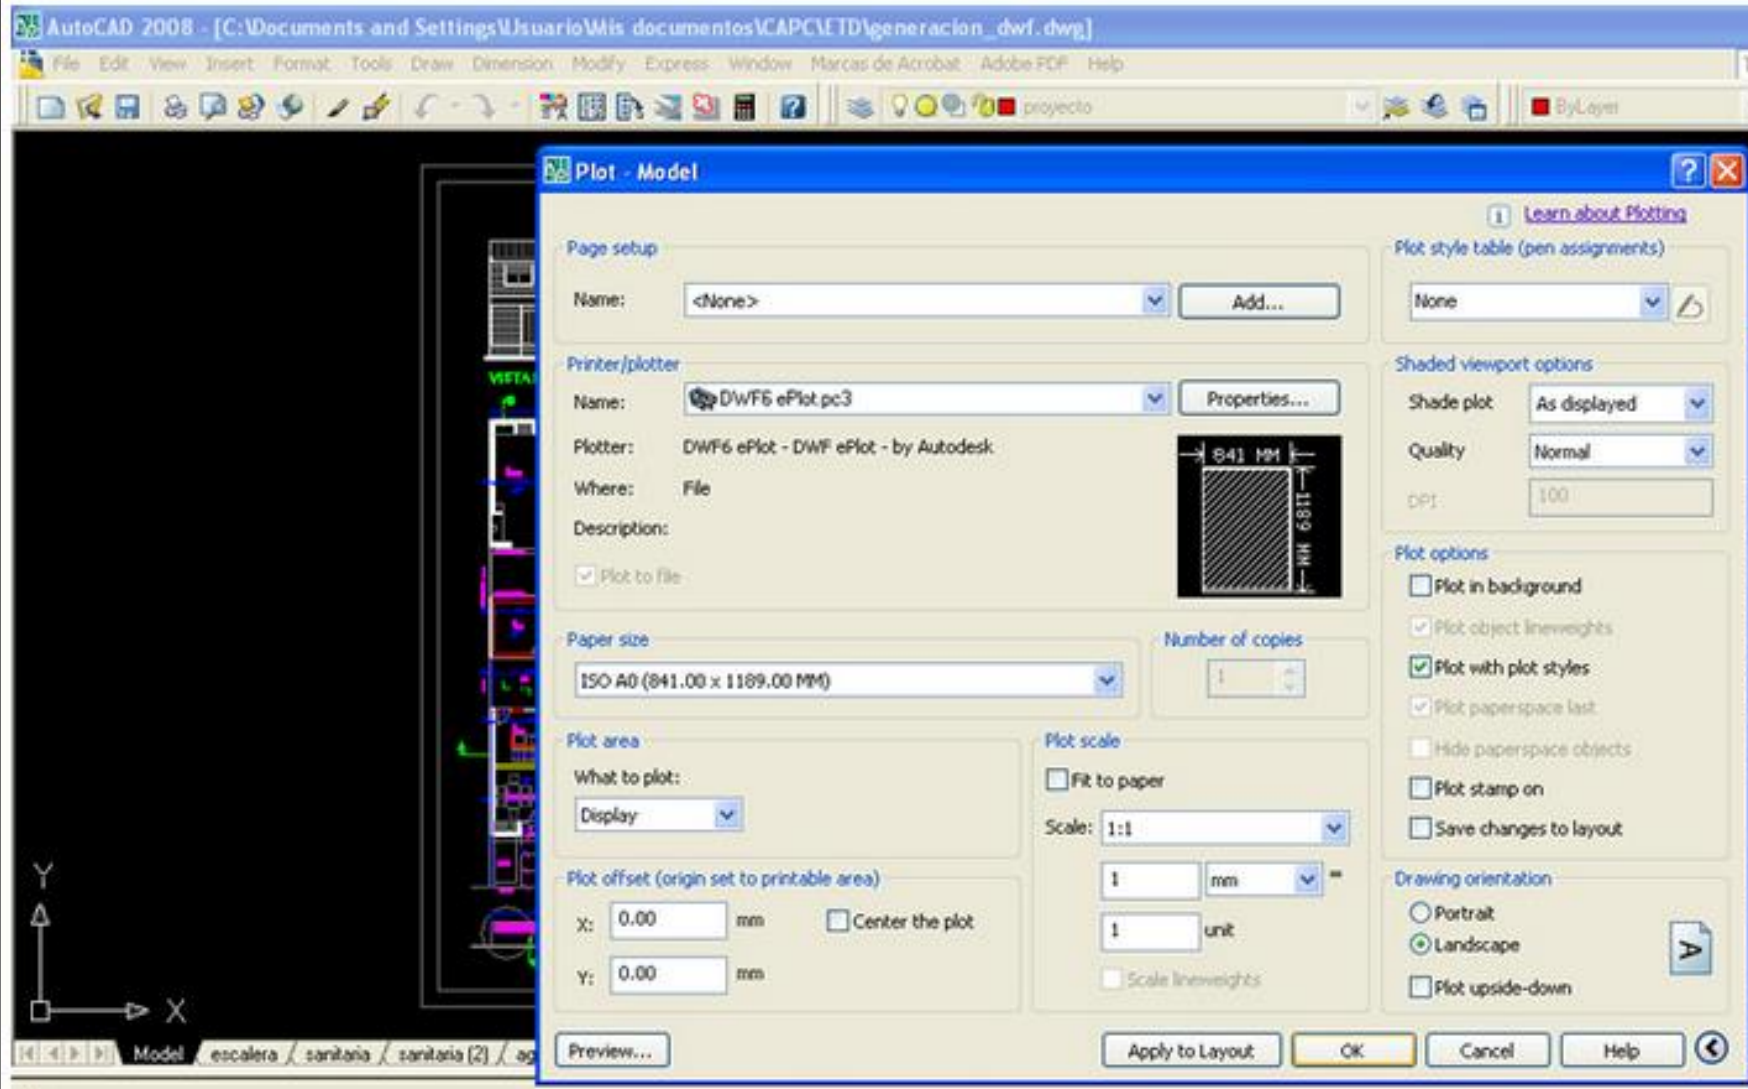 AutoCAD 2008 - [C:\Documents and Settings\Usuario\Mis documentos\CAPC\ETD\generacion_dwf.dwg]
File Edit View Insert Format Tools Draw Dimension Modify Express Window Marcas de Acrobat Adobe PDF Help
proyecto ByLayer
Plot - Model
Learn about Plotting
Page setup
Name: <None> Add...
Plot style table (pen assignments)
None
Printer/plotter
Name: DWF6 ePlot.pc3 Properties...
Plotter: DWF6 ePlot - DWF ePlot - by Autodesk
Where: File
Description:
Plot to file
841 MM
1189 MM
Shaded viewport options
Shade plot As displayed
Quality Normal
DPI 100
Paper size
ISO A0 (841.00 x 1189.00 MM)
Number of copies
1
Plot options
Plot in background
Plot object lineweights
Plot with plot styles
Plot paperspace last
Hide paperspace objects
Plot stamp on
Save changes to layout
Plot area
What to plot:
Display
Plot scale
Fit to paper
Scale: 1:1
1 mm =
1 unit
Scale lineweights
Plot offset (origin set to printable area)
X: 0.00 mm Center the plot
Y: 0.00 mm
Drawing orientation
Portrait
Landscape
A
Plot upside-down
Preview... Apply to Layout OK Cancel Help
Y
X
Model escalera sanitaria sanitaria (2) ag